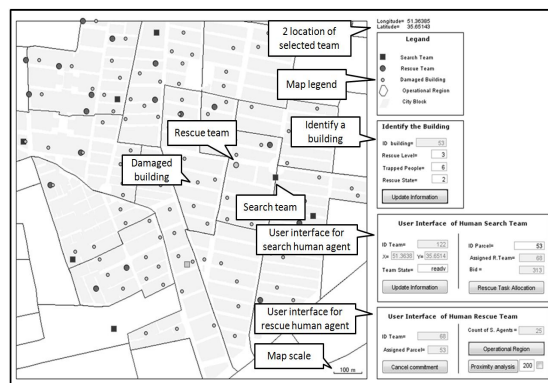 Longitude= 51.36385
Latitude= 35.65143
2 location of selected team
Legand
Search Team
Rescue Team
Damaged Building
Operational Region
City Block
Map legend
Identify a building
Identify the Building
ID building= 53
Rescue Level= 3
Trapped People= 6
Rescue State= 2
Update Information
Rescue team
Damaged building
Search team
User interface for search human agent
User Interface of Human Search Team
ID Team= 122
X= 51.3638 Y= 35.6514
Team State= ready
Update Information
ID Parcel= 53
Assigned R.Team= 68
Bid = 313
Rescue Task Allocation
User interface for rescue human agent
User Interface of Human Rescue Team
ID Team= 68
Assigned Parcel= 53
Cancel commitment
Count of S. Agents= 25
Operational Region
Proximity analysis 200
Map scale
100 m